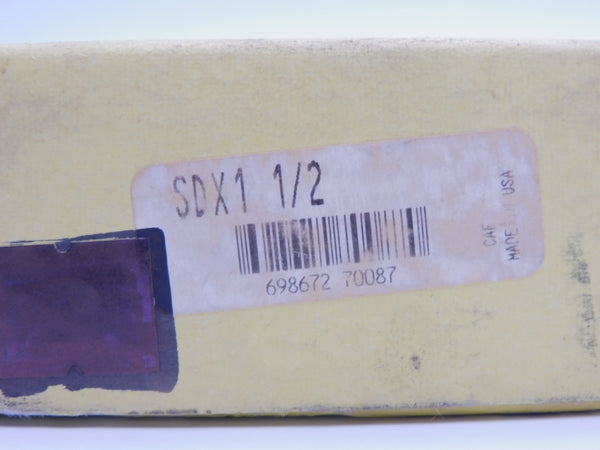 SDX1 1/2
698672 70087
CAF
MADE IN USA